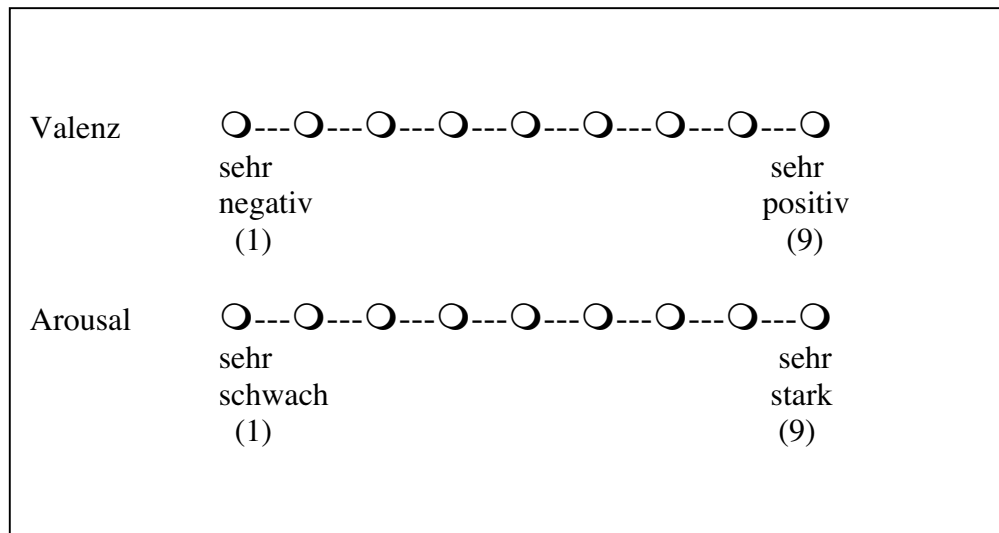 Valenz ❍---❍---❍---❍---❍---❍---❍---❍---❍
sehr sehr
negativ positiv
(1) (9)
Arousal ❍---❍---❍---❍---❍---❍---❍---❍---❍
sehr sehr
schwach stark
(1) (9)